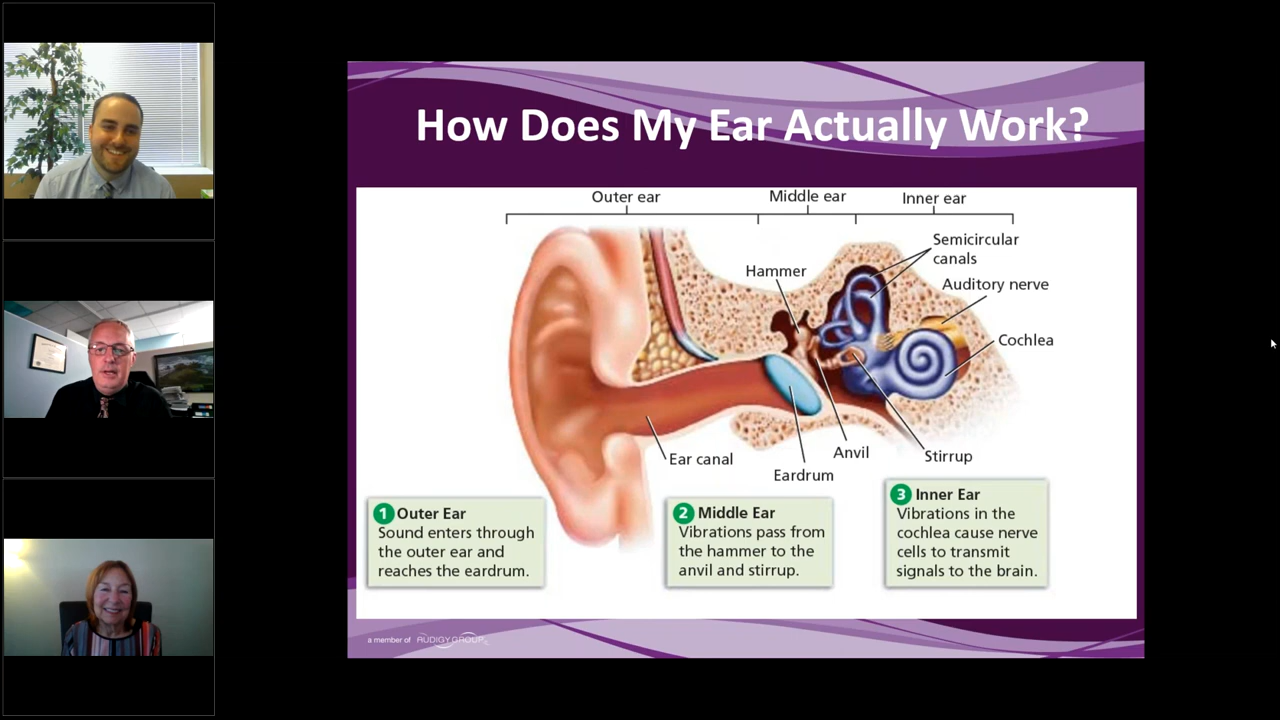 How Does My Ear Actually Work?
Outer ear
Middle ear
Inner ear
Semicircular
canals
Hammer
Auditory nerve
Cochlea
Ear canal
Anvil
Stirrup
Eardrum
1 Outer Ear
Sound enters through
the outer ear and
reaches the eardrum.
2 Middle Ear
Vibrations pass from
the hammer to the
anvil and stirrup.
3 Inner Ear
Vibrations in the
cochlea cause nerve
cells to transmit
signals to the brain.
a member of AUDIGY GROUP